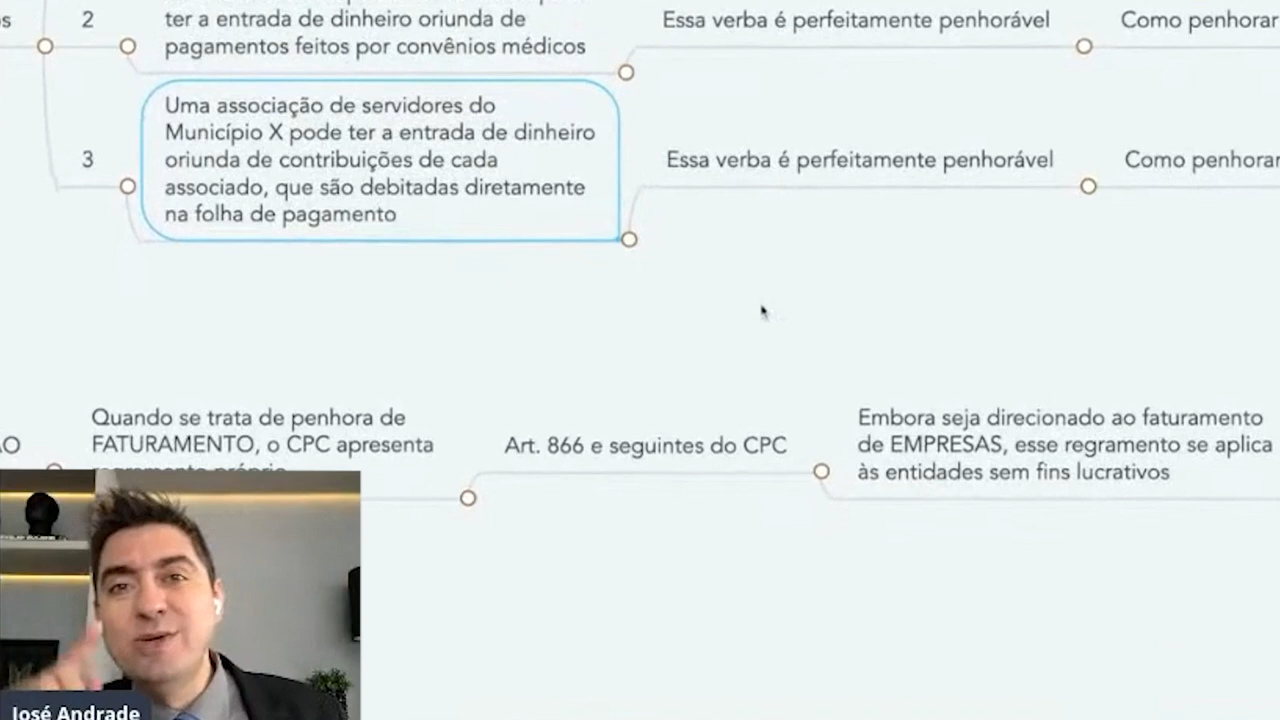 s
2
ter a entrada de dinheiro oriunda de
pagamentos feitos por convênios médicos
Essa verba é perfeitamente penhorável
Como penhorar
3
Uma associação de servidores do
Município X pode ter a entrada de dinheiro
oriunda de contribuições de cada
associado, que são debitadas diretamente
na folha de pagamento
Essa verba é perfeitamente penhorável
Como penhorar
ÃO
Quando se trata de penhora de
FATURAMENTO, o CPC apresenta
Art. 866 e seguintes do CPC
Embora seja direcionado ao faturamento
de EMPRESAS, esse regramento se aplica
às entidades sem fins lucrativos
José Andrade